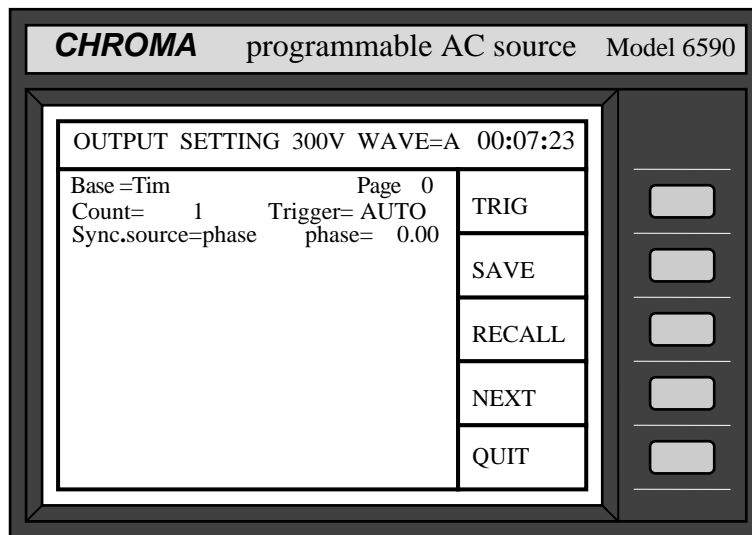 CHROMA programmable AC source Model 6590
OUTPUT SETTING 300V WAVE=A 00:07:23
Base =Tim Page 0
Count= 1 Trigger= AUTO
Sync.source=phase phase= 0.00
TRIG
SAVE
RECALL
NEXT
QUIT